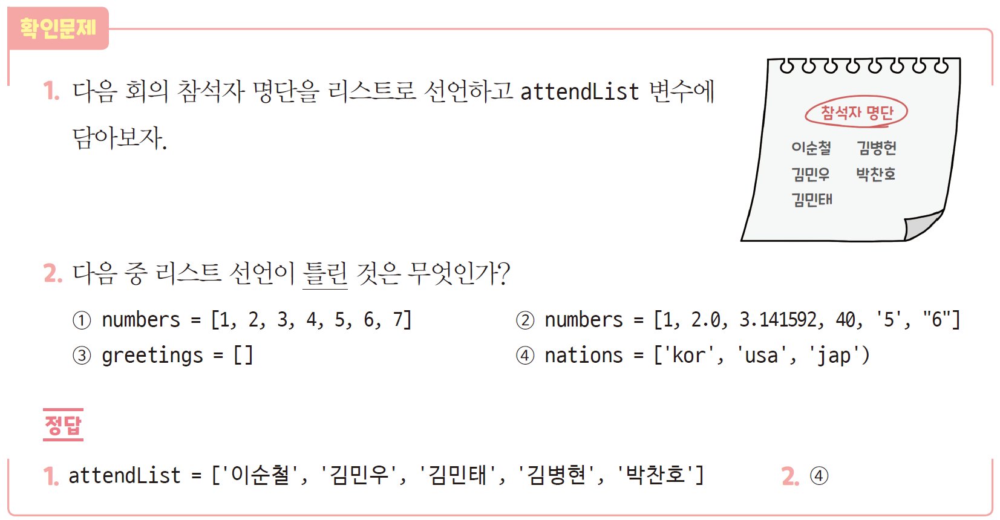 확인문제
1. 다음 회의 참석자 명단을 리스트로 선언하고 attendList 변수에
담아보자.
참석자 명단
이순철 김병헌
김민우 박찬호
김민태
2. 다음 중 리스트 선언이 틀린 것은 무엇인가?
① numbers = [1, 2, 3, 4, 5, 6, 7]
② numbers = [1, 2.0, 3.141592, 40, '5', "6"]
③ greetings = []
④ nations = ['kor', 'usa', 'jap')
정답
1. attendList = ['이순철', '김민우', '김민태', '김병현', '박찬호']
2. ④